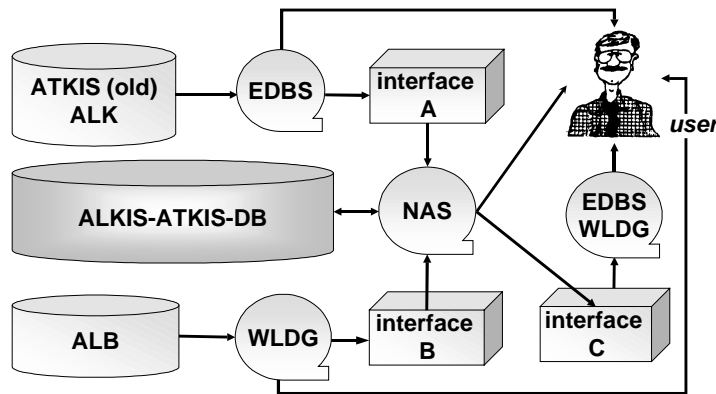 ATKIS (old)
ALK
EDBS
interface
A
user
ALKIS-ATKIS-DB
NAS
EDBS
WLDG
ALB
WLDG
interface
B
interface
C